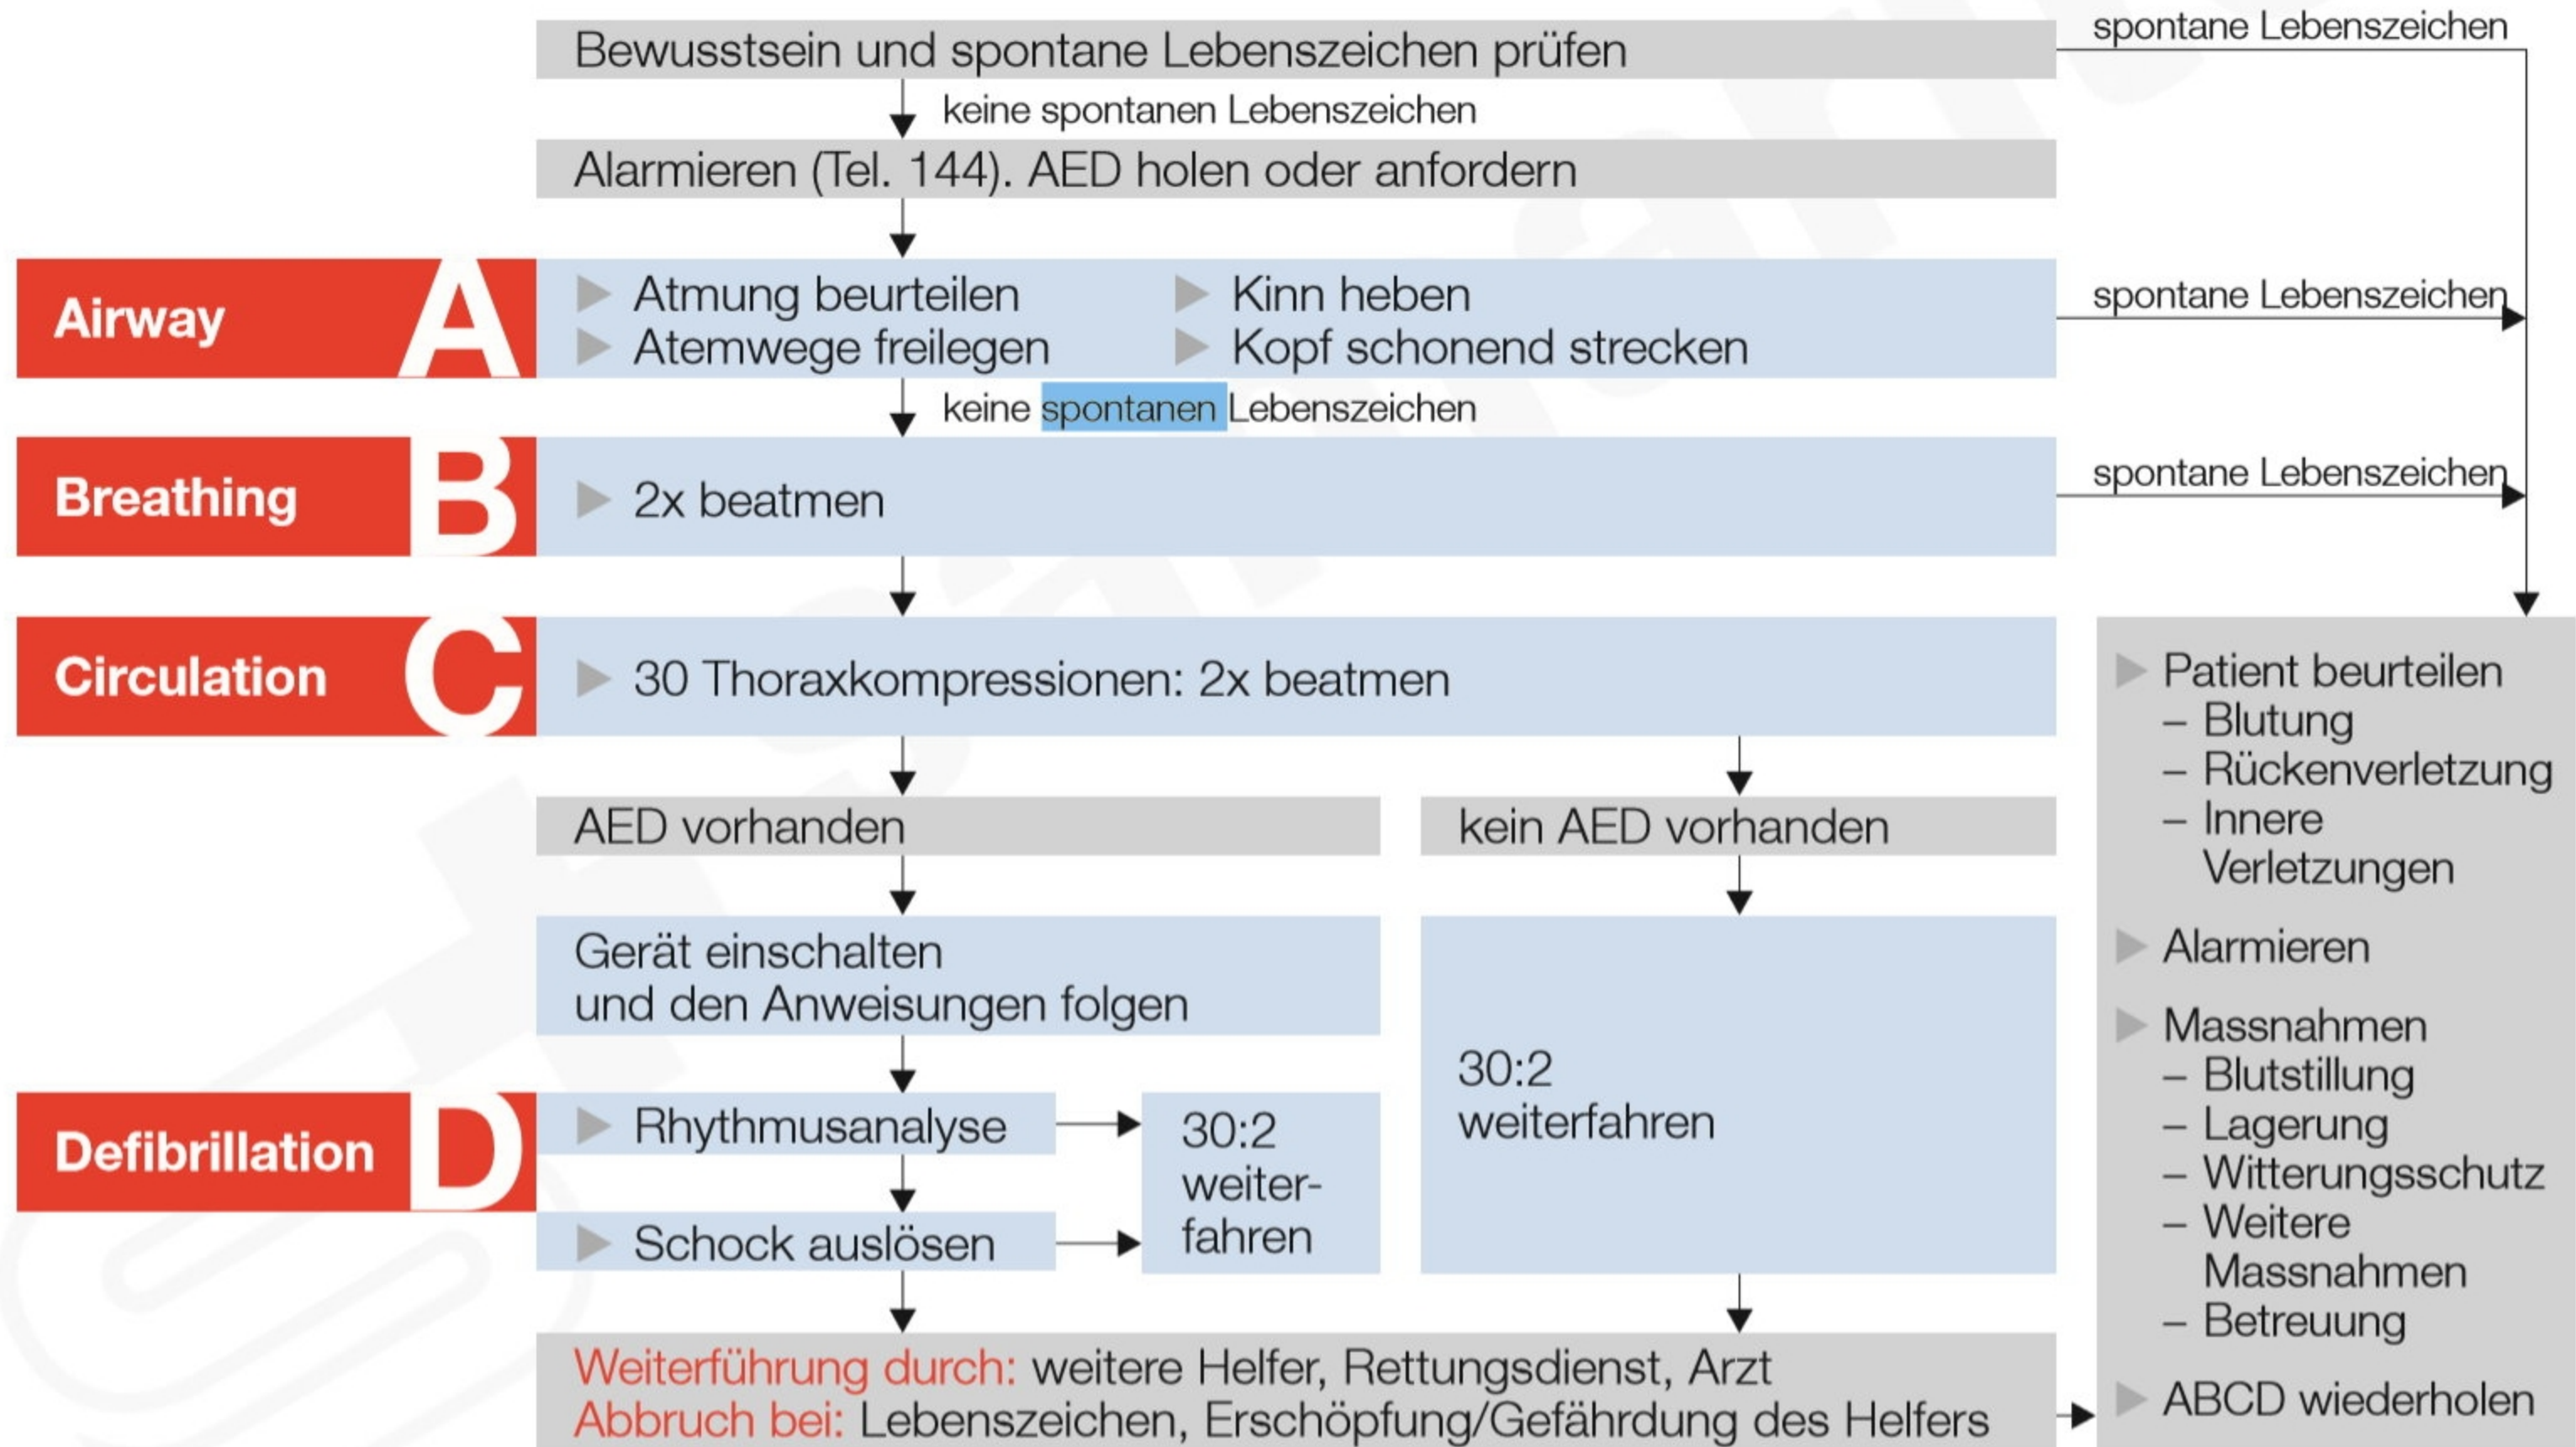 Bewusstsein und spontane Lebenszeichen prüfen
spontane Lebenszeichen
keine spontanen Lebenszeichen
Alarmieren (Tel. 144). AED holen oder anfordern
Airway A
Atmung beurteilen
Kinn heben
Atemwege freilegen
Kopf schonend strecken
spontane Lebenszeichen
keine spontanen Lebenszeichen
Breathing B
2x beatmen
spontane Lebenszeichen
Circulation C
30 Thoraxkompressionen: 2x beatmen
AED vorhanden
Gerät einschalten
und den Anweisungen folgen
Defibrillation D
Rhythmusanalyse
Schock auslösen
30:2
weiter-
fahren
kein AED vorhanden
30:2
weiterfahren
Weiterführung durch: weitere Helfer, Rettungsdienst, Arzt
Abbruch bei: Lebenszeichen, Erschöpfung/Gefährdung des Helfers
Patient beurteilen
– Blutung
– Rückenverletzung
– Innere
Verletzungen
Alarmieren
Massnahmen
– Blutstillung
– Lagerung
– Witterungsschutz
– Weitere
Massnahmen
– Betreuung
ABCD wiederholen